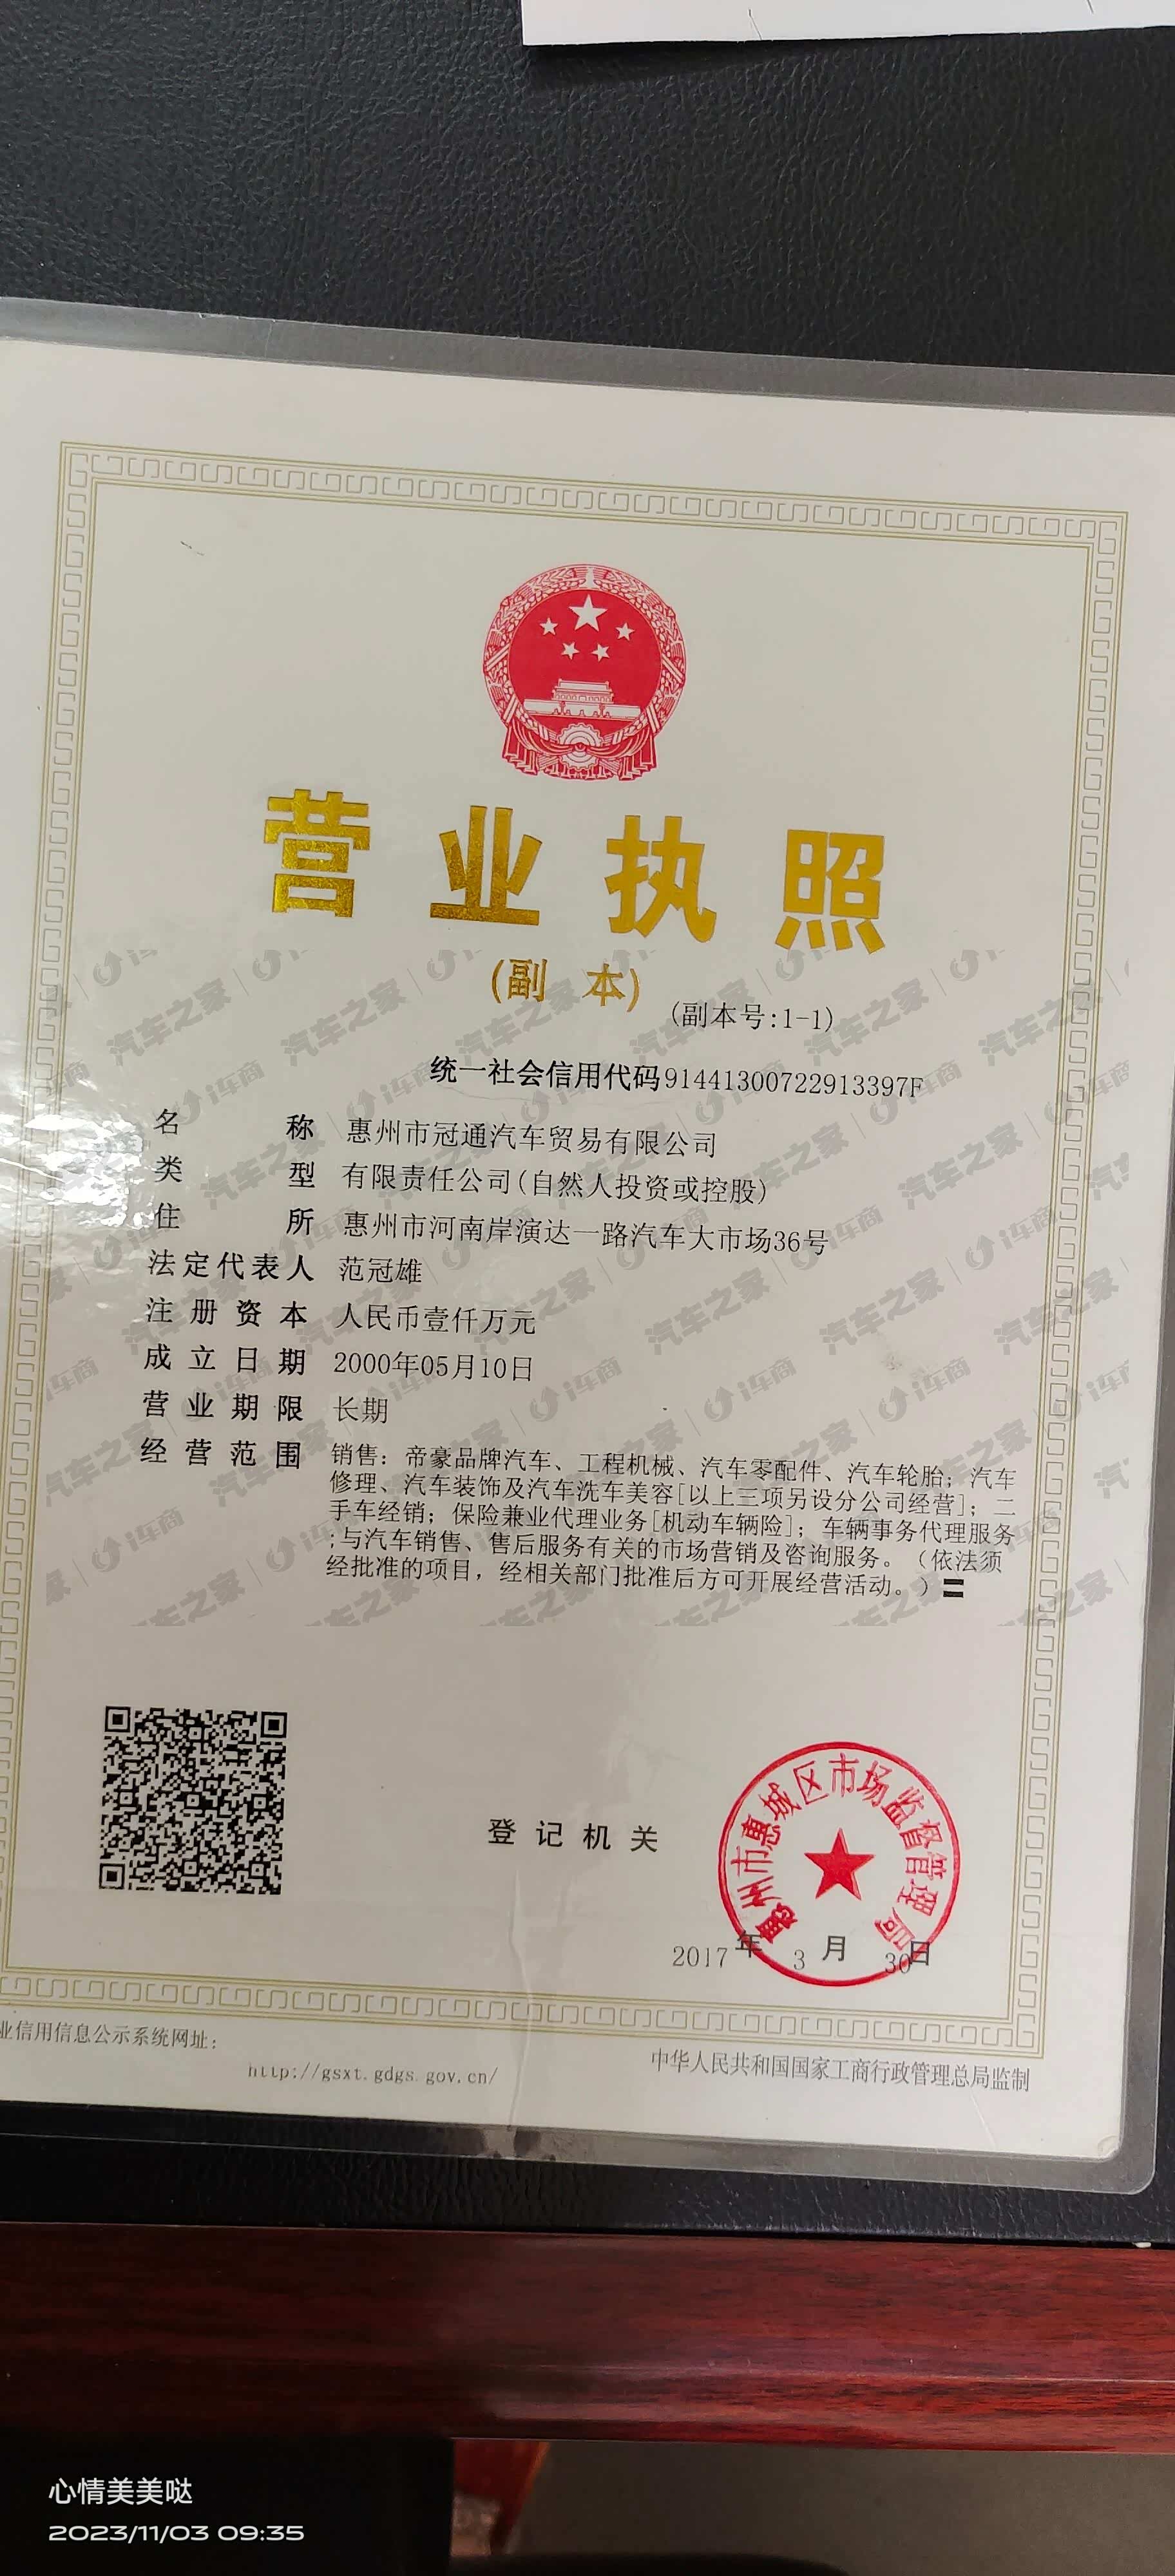 营业执照
(副 本)
(副本号:1-1)
统一社会信用代码91441300722913397F
名 称 惠州市冠通汽车贸易有限公司
类 型 有限责任公司(自然人投资或控股)
住 所 惠州市河南岸演达一路汽车大市场36号
法定代表人 范冠雄
注册资本 人民币壹仟万元
成立日期 2000年05月10日
营业期限 长期
经营范围 销售：帝豪品牌汽车、工程机械、汽车零配件、汽车轮胎；汽车
修理、汽车装饰及汽车洗车美容[以上三项另设分公司经营]；二
手车经销；保险兼业代理业务[机动车辆险]；车辆事务代理服务
;与汽车销售、售后服务有关的市场营销及咨询服务。（依法须
经批准的项目，经相关部门批准后方可开展经营活动。）
登记机关
惠州市惠城区市场监督管理局
2017年 3月 30日
业信用信息公示系统网址：
http://gsxt.gdgs.gov.cn/
中华人民共和国国家工商行政管理总局监制
汽车之家 | i车商
心情美美哒
2023/11/03 09:35